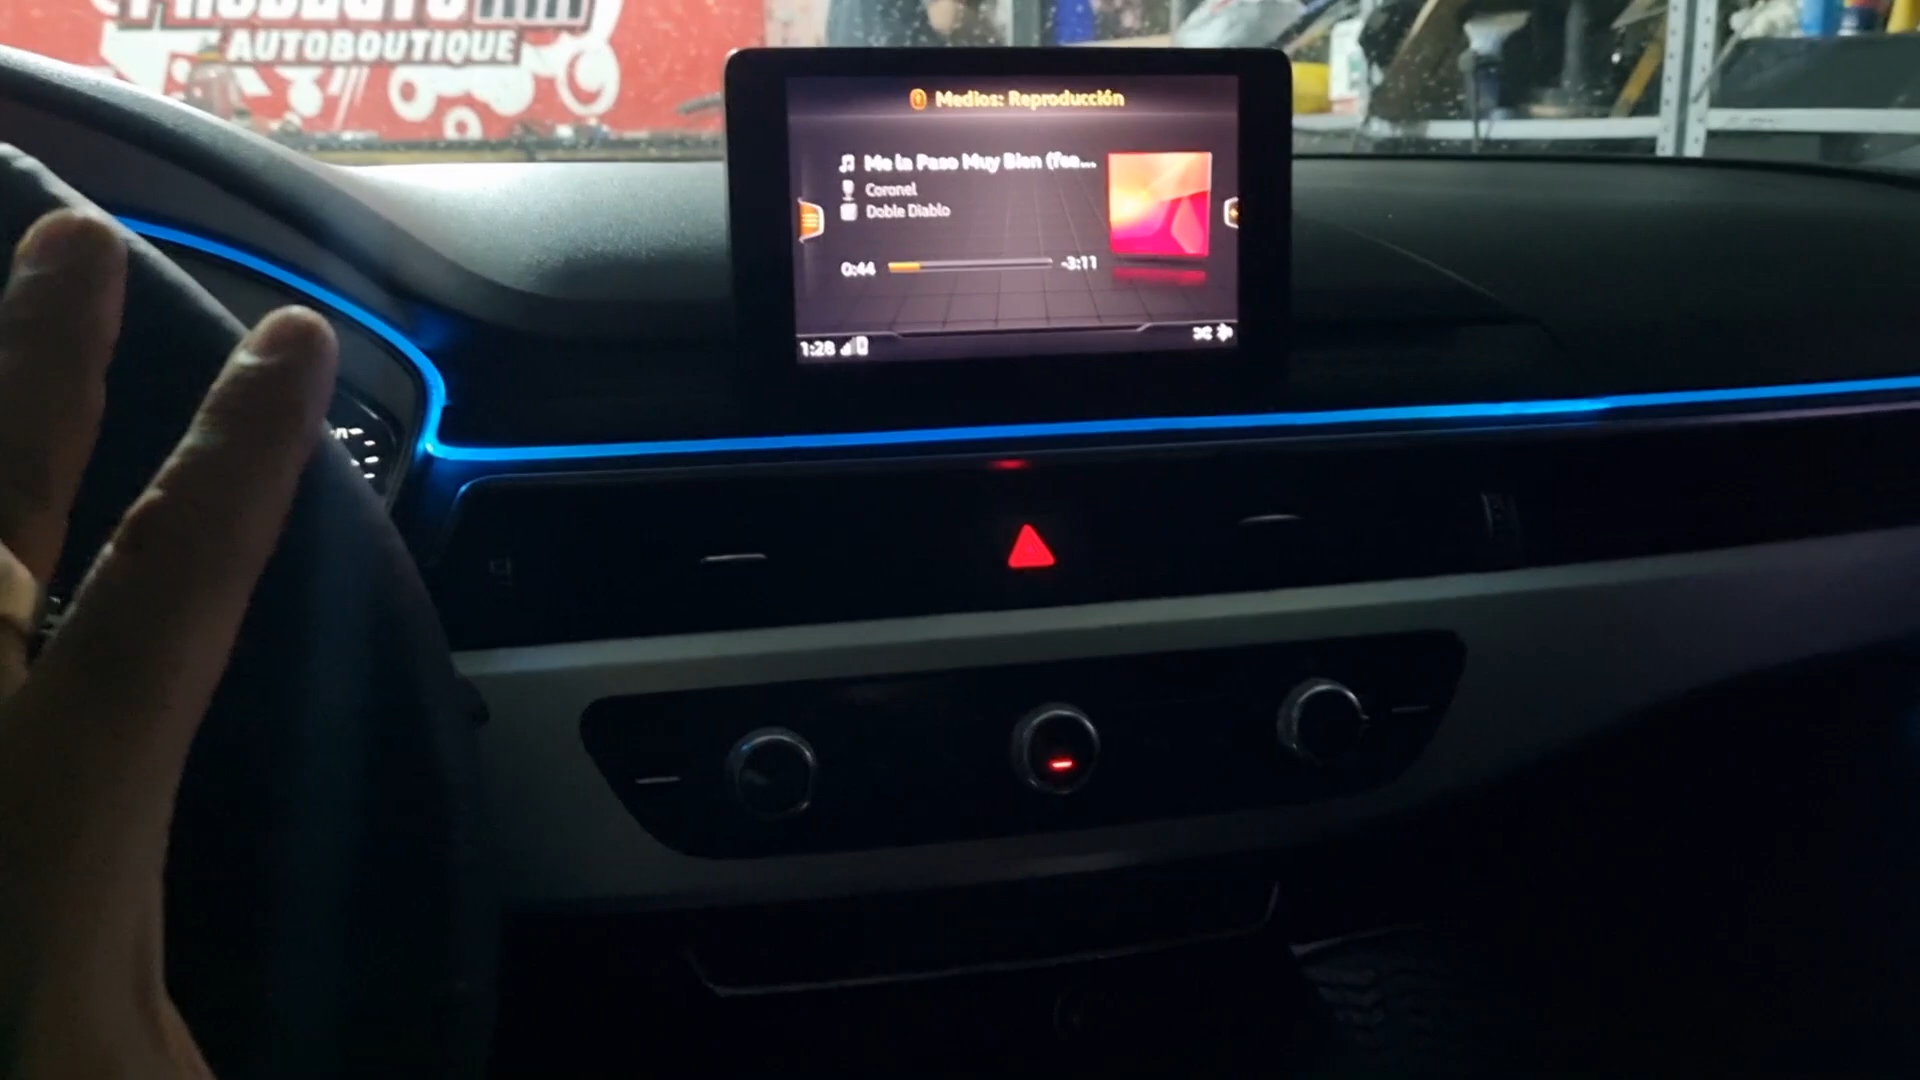 AUTOBOUTIQUE
Medios: Reproducción
Me la Paso Muy Bien (fea...
Coronel
Doble Diablo
0:44
-3:11
1:28